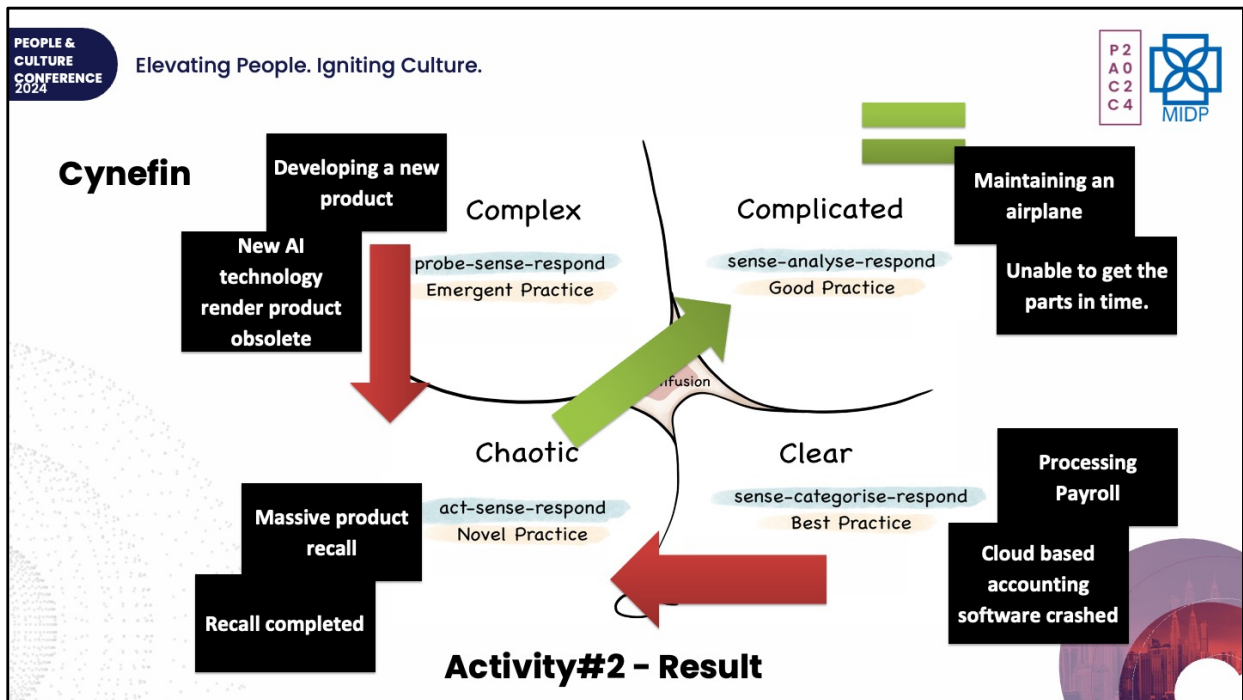 PEOPLE &
CULTURE
CONFERENCE
2024
Elevating People. Igniting Culture.
P2
A0
C2
C4
MIDP
Cynefin
Developing a new
product
New AI
technology
render product
obsolete
Complex
probe-sense-respond
Emergent Practice
Complicated
sense-analyse-respond
Good Practice
Maintaining an
airplane
Unable to get the
parts in time.
Chaotic
act-sense-respond
Novel Practice
Massive product
recall
Recall completed
Clear
sense-categorise-respond
Best Practice
Processing
Payroll
Cloud based
accounting
software crashed
Activity#2 - Result